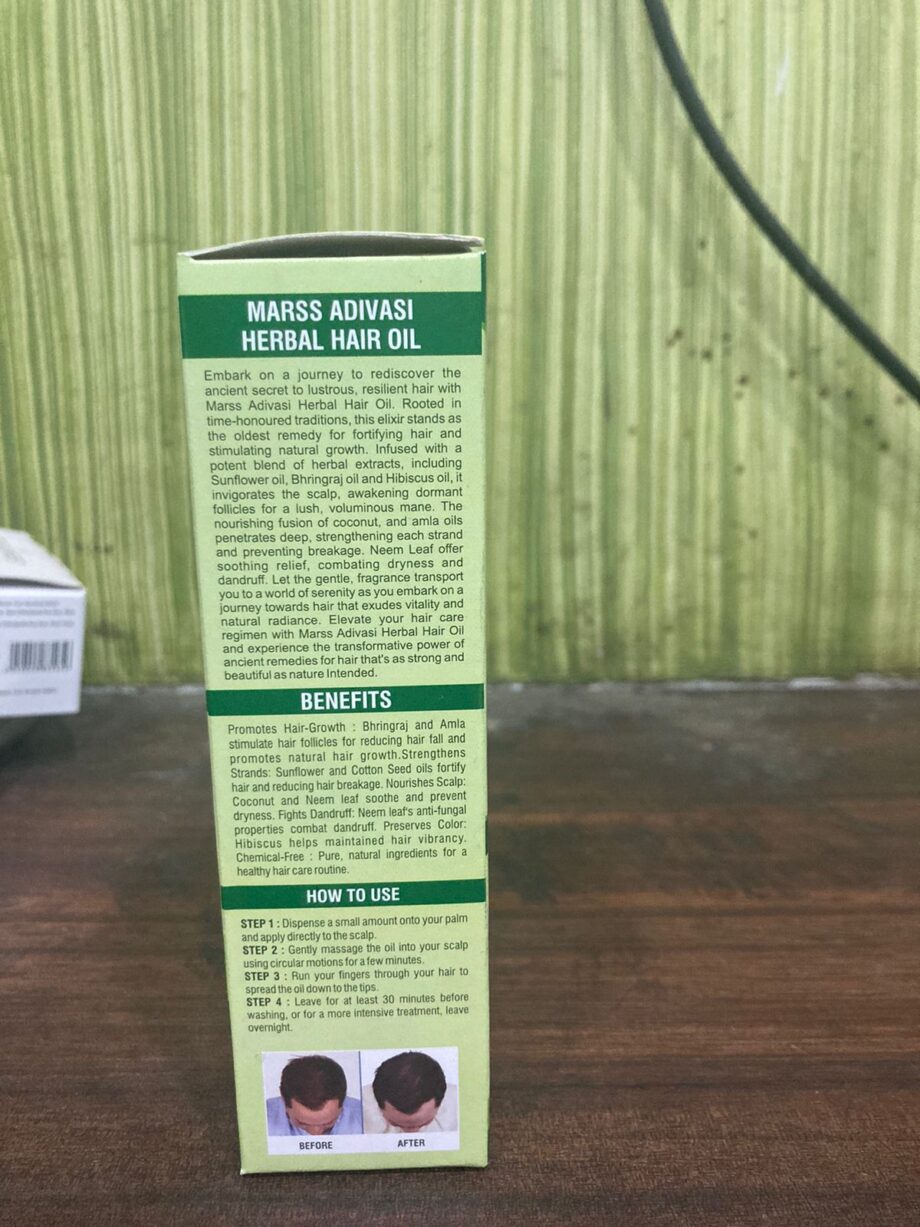 MARSS ADIVASI
HERBAL HAIR OIL
Embark on a journey to rediscover the
ancient secret to lustrous, resilient hair with
Marss Adivasi Herbal Hair Oil. Rooted in
time-honoured traditions, this elixir stands as
the oldest remedy for fortifying hair and
stimulating natural growth. Infused with a
potent blend of herbal extracts, including
Sunflower oil, Bhringraj oil and Hibiscus oil, it
invigorates the scalp, awakening dormant
follicles for a lush, voluminous mane. The
nourishing fusion of coconut, and amla oils
penetrates deep, strengthening each strand
and preventing breakage. Neem Leaf offer
soothing relief, combating dryness and
dandruff. Let the gentle, fragrance transport
you to a world of serenity as you embark on a
journey towards hair that exudes vitality and
natural radiance. Elevate your hair care
regimen with Marss Adivasi Herbal Hair Oil
and experience the transformative power of
ancient remedies for hair that's as strong and
beautiful as nature Intended.
BENEFITS
Promotes Hair-Growth : Bhringraj and Amla
stimulate hair follicles for reducing hair fall and
promotes natural hair growth.Strengthens
Strands: Sunflower and Cotton Seed oils fortify
hair and reducing hair breakage. Nourishes Scalp:
Coconut and Neem leaf soothe and prevent
dryness. Fights Dandruff: Neem leaf's anti-fungal
properties combat dandruff. Preserves Color:
Hibiscus helps maintained hair vibrancy.
Chemical-Free : Pure, natural ingredients for a
healthy hair care routine.
HOW TO USE
STEP 1 : Dispense a small amount onto your palm
and apply directly to the scalp.
STEP 2 : Gently massage the oil into your scalp
using circular motions for a few minutes.
STEP 3 : Run your fingers through your hair to
spread the oil down to the tips.
STEP 4 : Leave for at least 30 minutes before
washing, or for a more intensive treatment, leave
overnight.
BEFORE AFTER